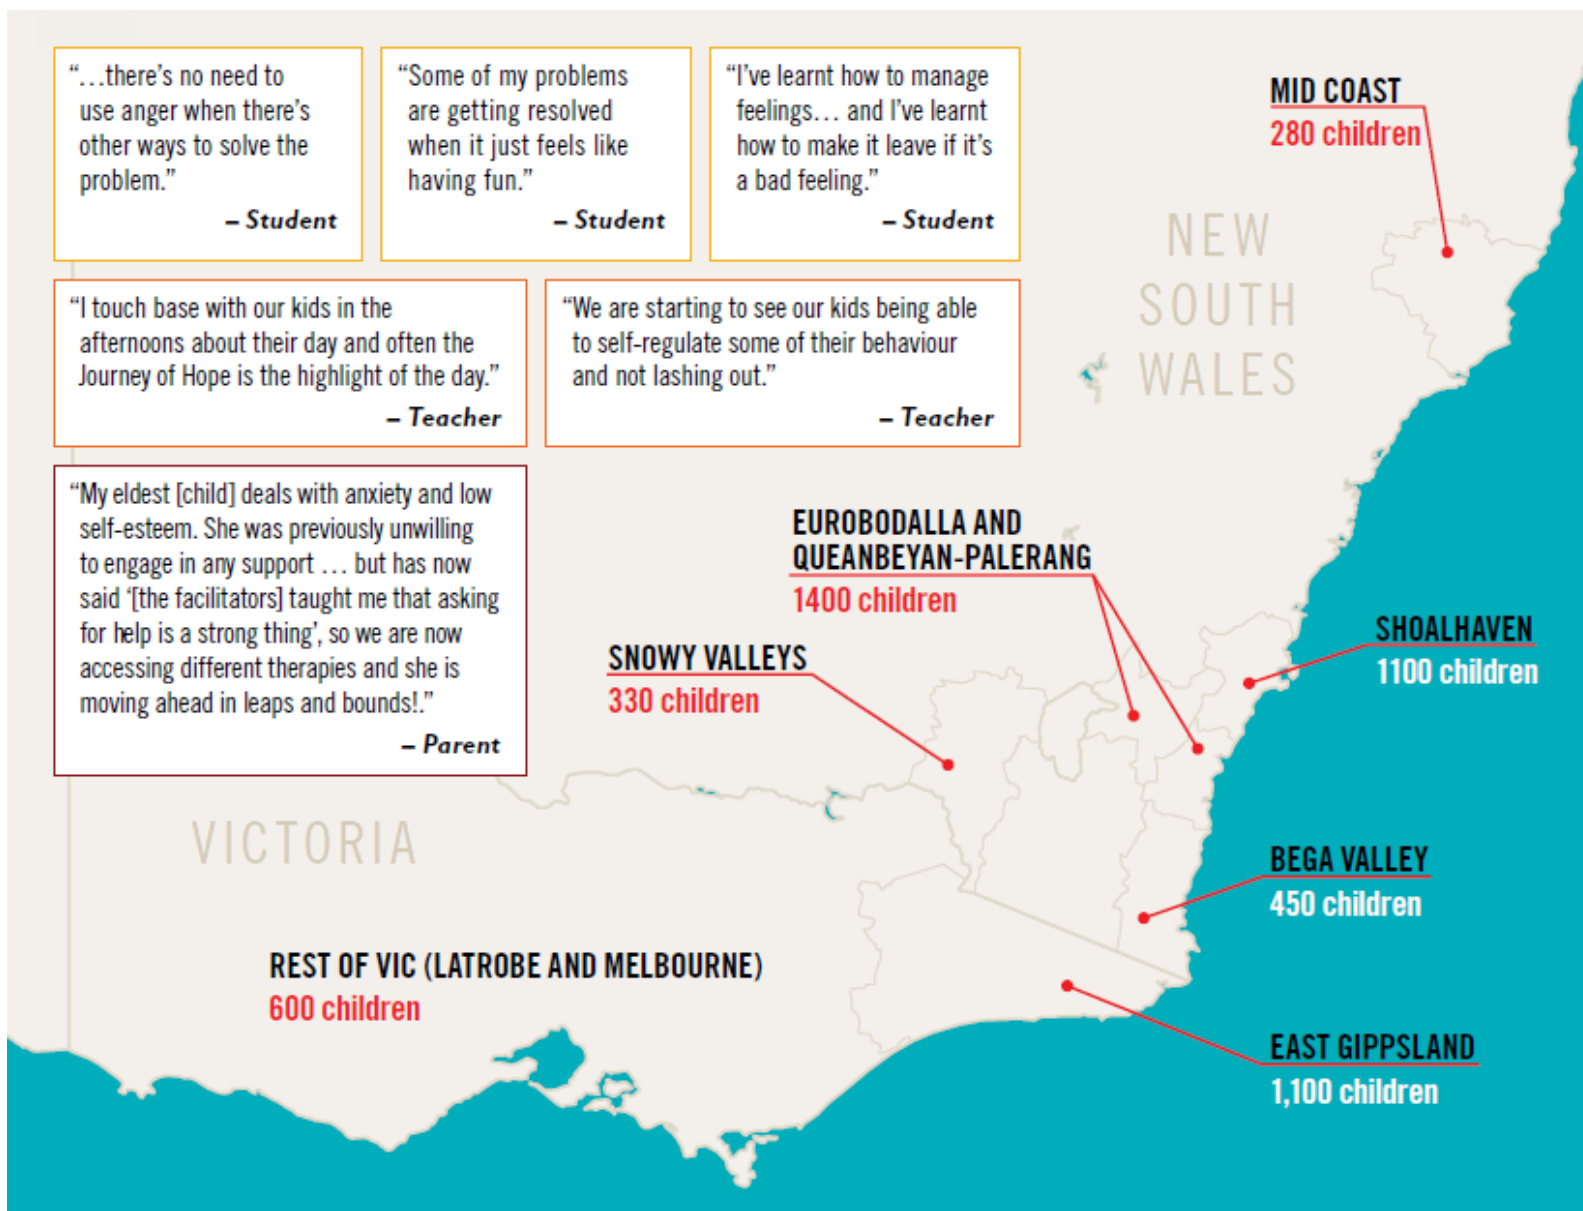 “…there’s no need to
use anger when there’s
other ways to solve the
problem.”
– Student
“Some of my problems
are getting resolved
when it just feels like
having fun.”
– Student
“I’ve learnt how to manage
feelings… and I’ve learnt
how to make it leave if it’s
a bad feeling.”
– Student
“I touch base with our kids in the
afternoons about their day and often the
Journey of Hope is the highlight of the day.”
– Teacher
“We are starting to see our kids being able
to self-regulate some of their behaviour
and not lashing out.”
– Teacher
“My eldest [child] deals with anxiety and low
self-esteem. She was previously unwilling
to engage in any support … but has now
said ‘[the facilitators] taught me that asking
for help is a strong thing’, so we are now
accessing different therapies and she is
moving ahead in leaps and bounds!.”
– Parent
MID COAST
280 children
NEW
SOUTH
WALES
EUROBODALLA AND
QUEANBEYAN-PALERANG
1400 children
SHOALHAVEN
1100 children
SNOWY VALLEYS
330 children
VICTORIA
BEGA VALLEY
450 children
REST OF VIC (LATROBE AND MELBOURNE)
600 children
EAST GIPPSLAND
1,100 children